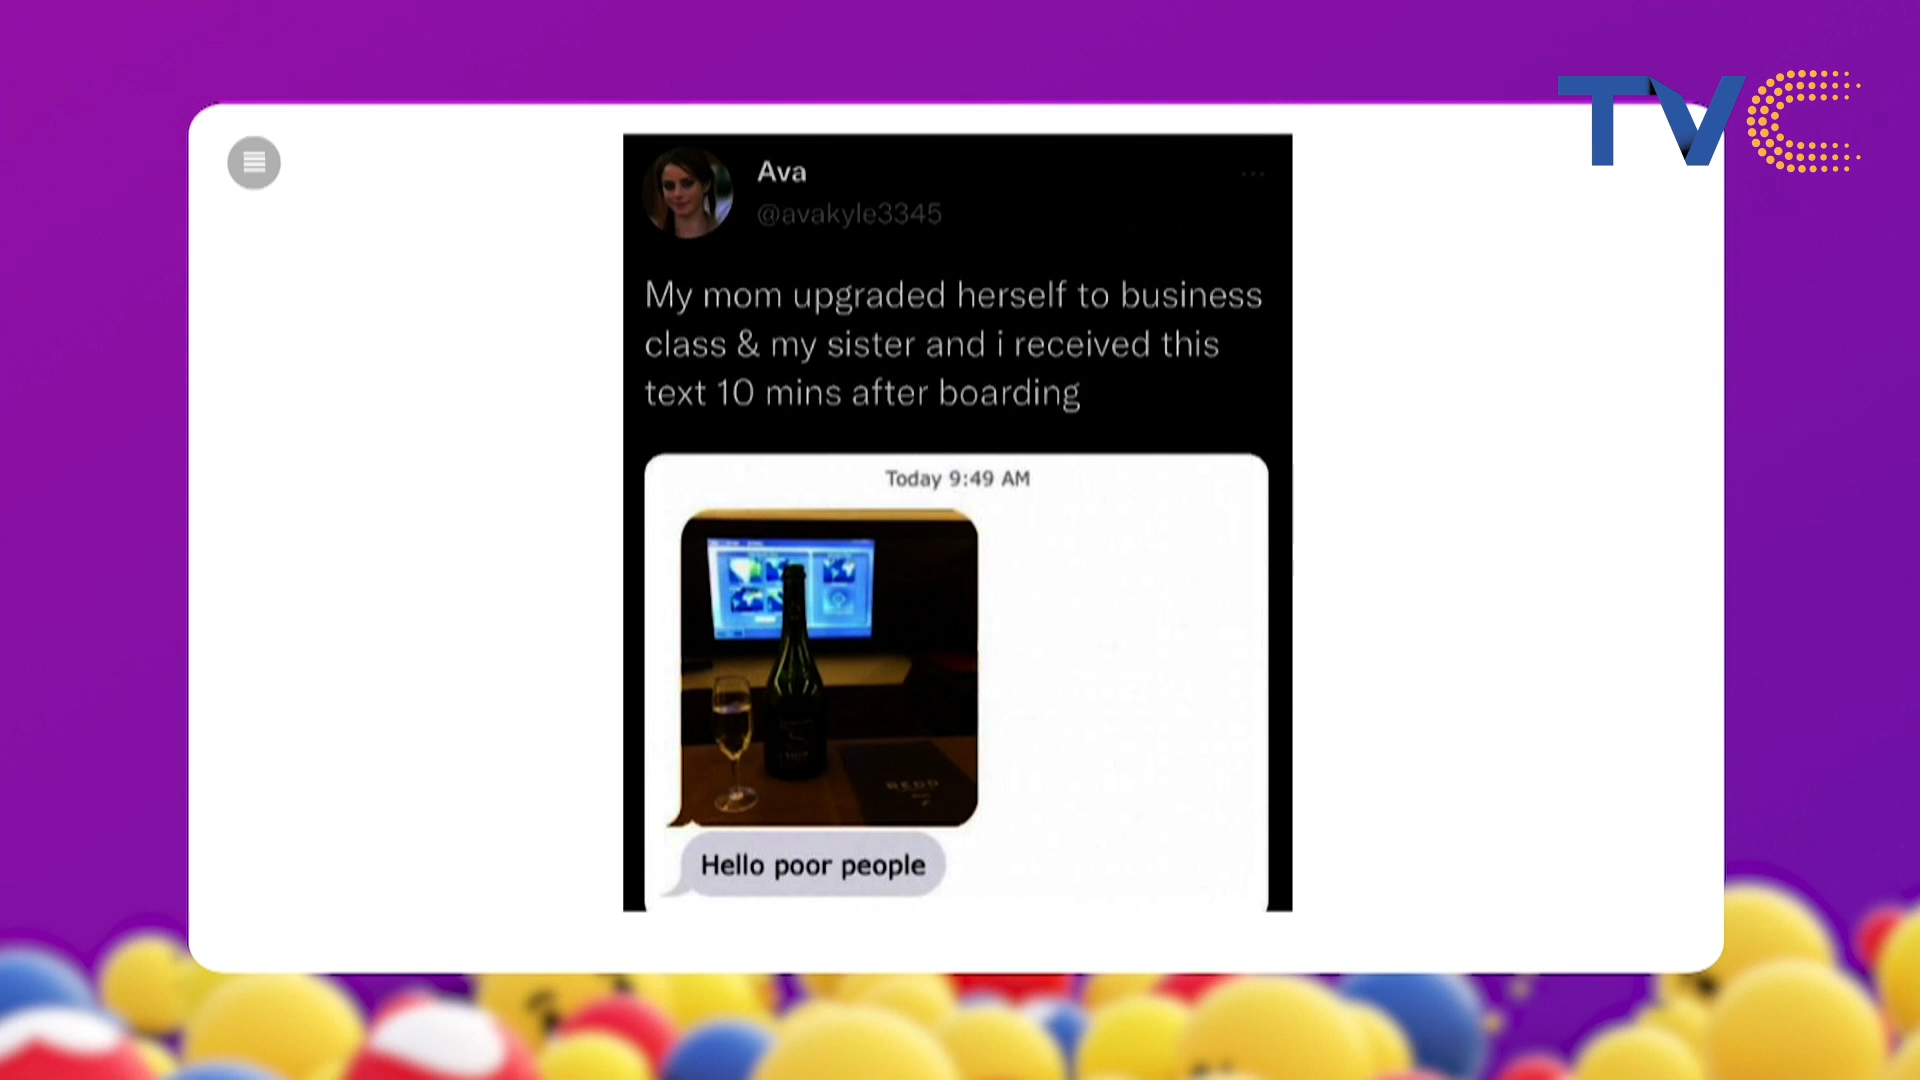 TVC
Ava
@avakyle3345
My mom upgraded herself to business
class & my sister and i received this
text 10 mins after boarding
Today 9:49 AM
REDD
Hello poor people